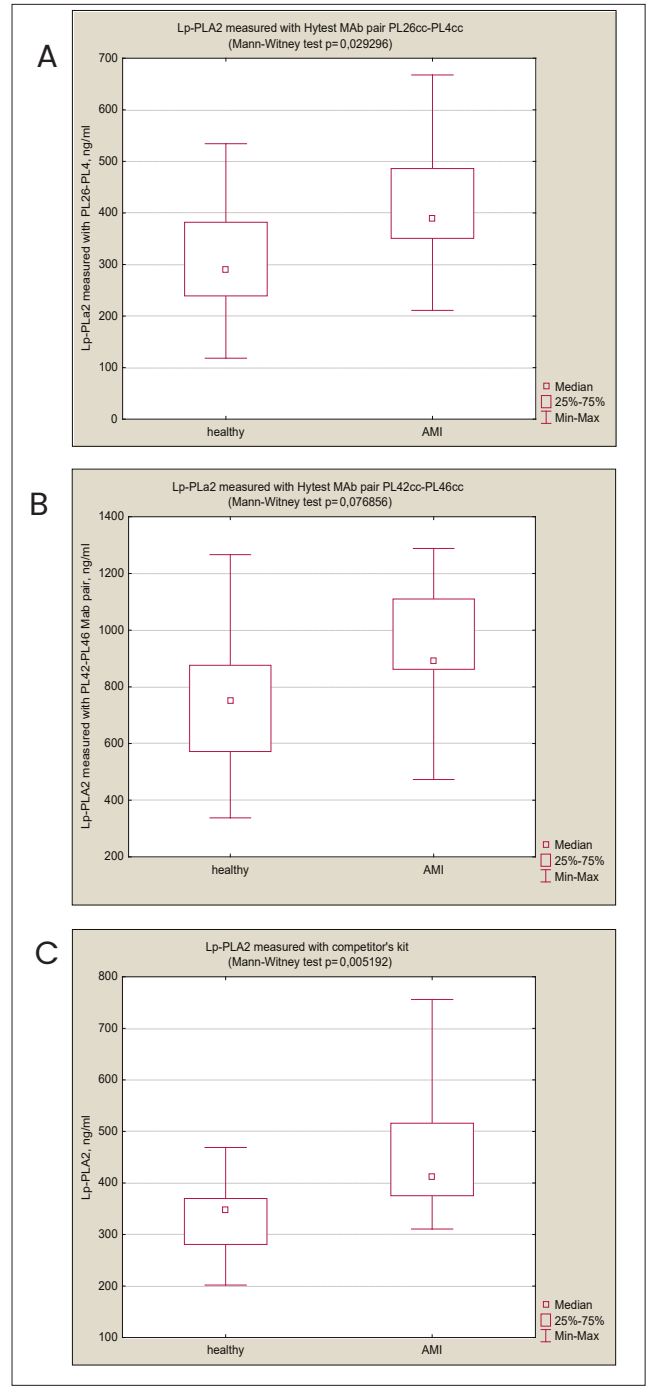 A
Lp-PLA2 measured with Hytest MAb pair PL26cc-PL4cc
(Mann-Witney test p=0,029296)
Lp-PLa2 measured with PL26-PL4, ng/ml
700
600
500
400
300
200
100
0
healthy
AMI
Median
25%-75%
Min-Max
B
Lp-PLa2 measured with Hytest MAb pair PL42cc-PL46cc
(Mann-Witney test p=0,076856)
Lp-PLA2 measured with PL42-PL46 Mab pair, ng/ml
1400
1200
1000
800
600
400
200
healthy
AMI
Median
25%-75%
Min-Max
C
Lp-PLA2 measured with competitor's kit
(Mann-Witney test p=0,005192)
Lp-PLA2, ng/ml
800
700
600
500
400
300
200
100
healthy
AMI
Median
25%-75%
Min-Max